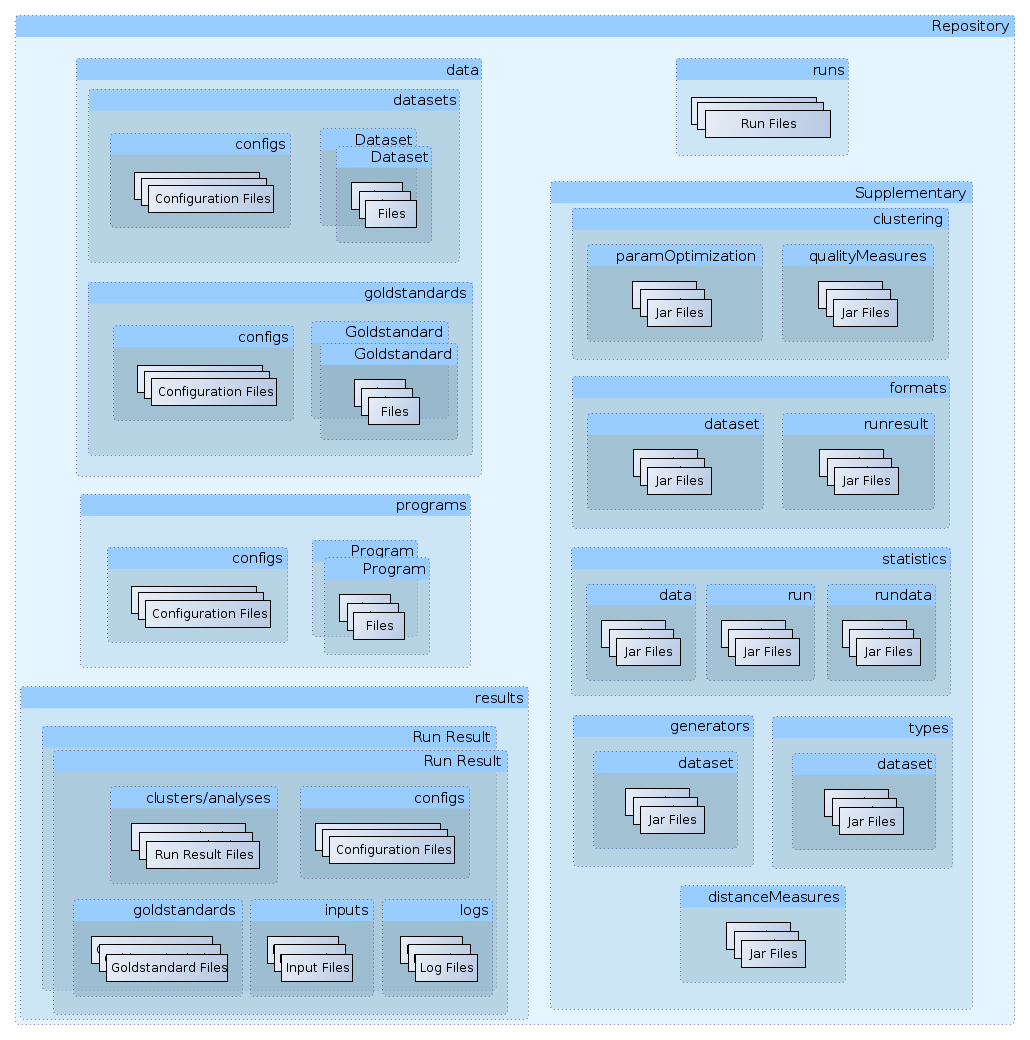 Repository
data
datasets
configs
Configuration Files
Dataset
Dataset
Files
goldstandards
configs
Configuration Files
Goldstandard
Goldstandard
Files
programs
configs
Configuration Files
Program
Program
Files
results
Run Result
Run Result
clusters/analyses
Run Result Files
configs
Configuration Files
goldstandards
Goldstandard Files
inputs
Input Files
logs
Log Files
runs
Run Files
Supplementary
clustering
paramOptimization
Jar Files
qualityMeasures
Jar Files
formats
dataset
Jar Files
runresult
Jar Files
statistics
data
Jar Files
run
Jar Files
rundata
Jar Files
generators
dataset
Jar Files
types
dataset
Jar Files
distanceMeasures
Jar Files